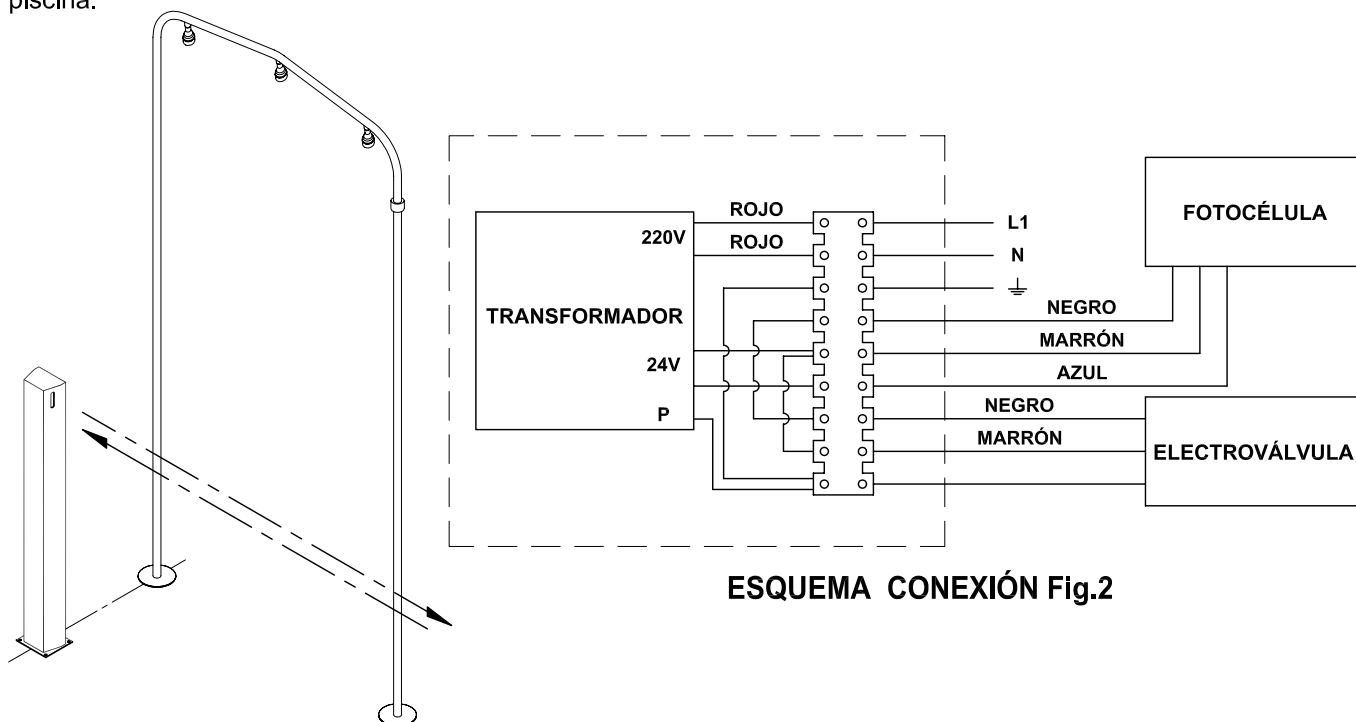 piscina.
ROJO
220V
ROJO
TRANSFORMADOR
24V
P
L1
N
NEGRO
MARRÓN
AZUL
NEGRO
MARRÓN
FOTOCÉLULA
ELECTROVÁLVULA
ESQUEMA CONEXIÓN Fig.2